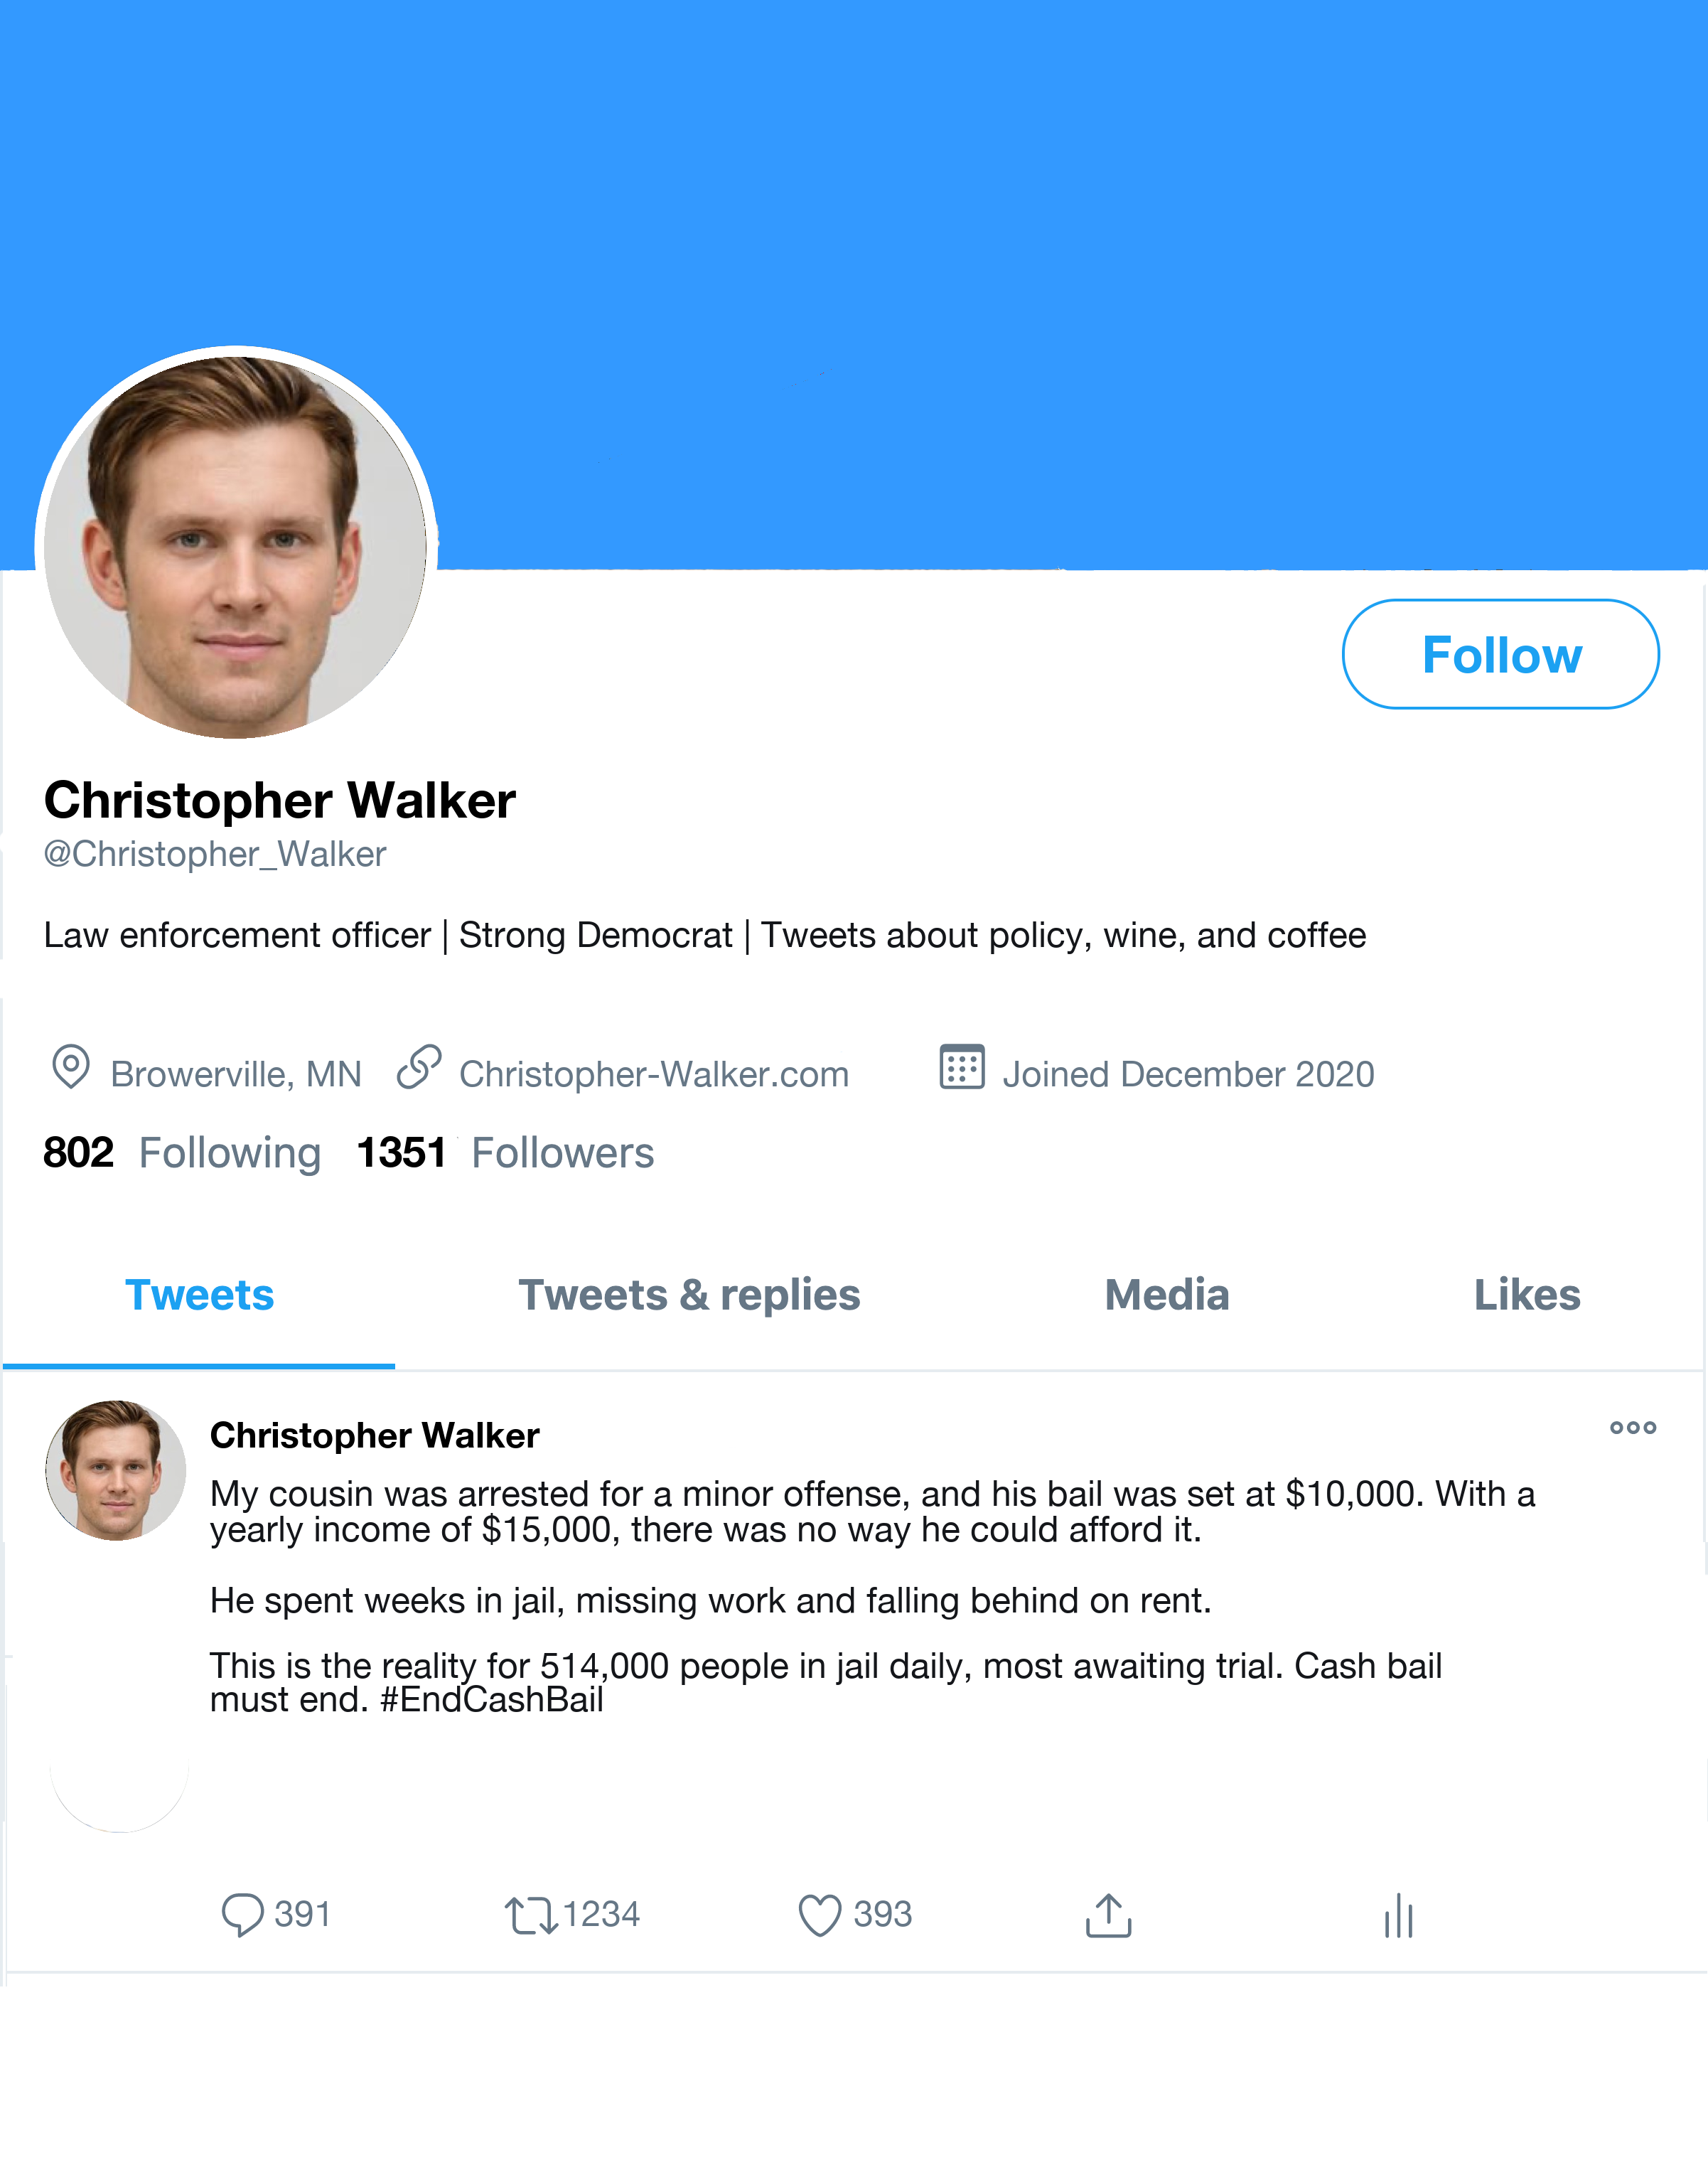 Follow
Christopher Walker
@Christopher_Walker
Law enforcement officer | Strong Democrat | Tweets about policy, wine, and coffee
Browerville, MN Christopher-Walker.com Joined December 2020
802 Following 1351 Followers
Tweets Tweets & replies Media Likes
Christopher Walker
My cousin was arrested for a minor offense, and his bail was set at $10,000. With a
yearly income of $15,000, there was no way he could afford it.
He spent weeks in jail, missing work and falling behind on rent.
This is the reality for 514,000 people in jail daily, most awaiting trial. Cash bail
must end. #EndCashBail
391 1234 393